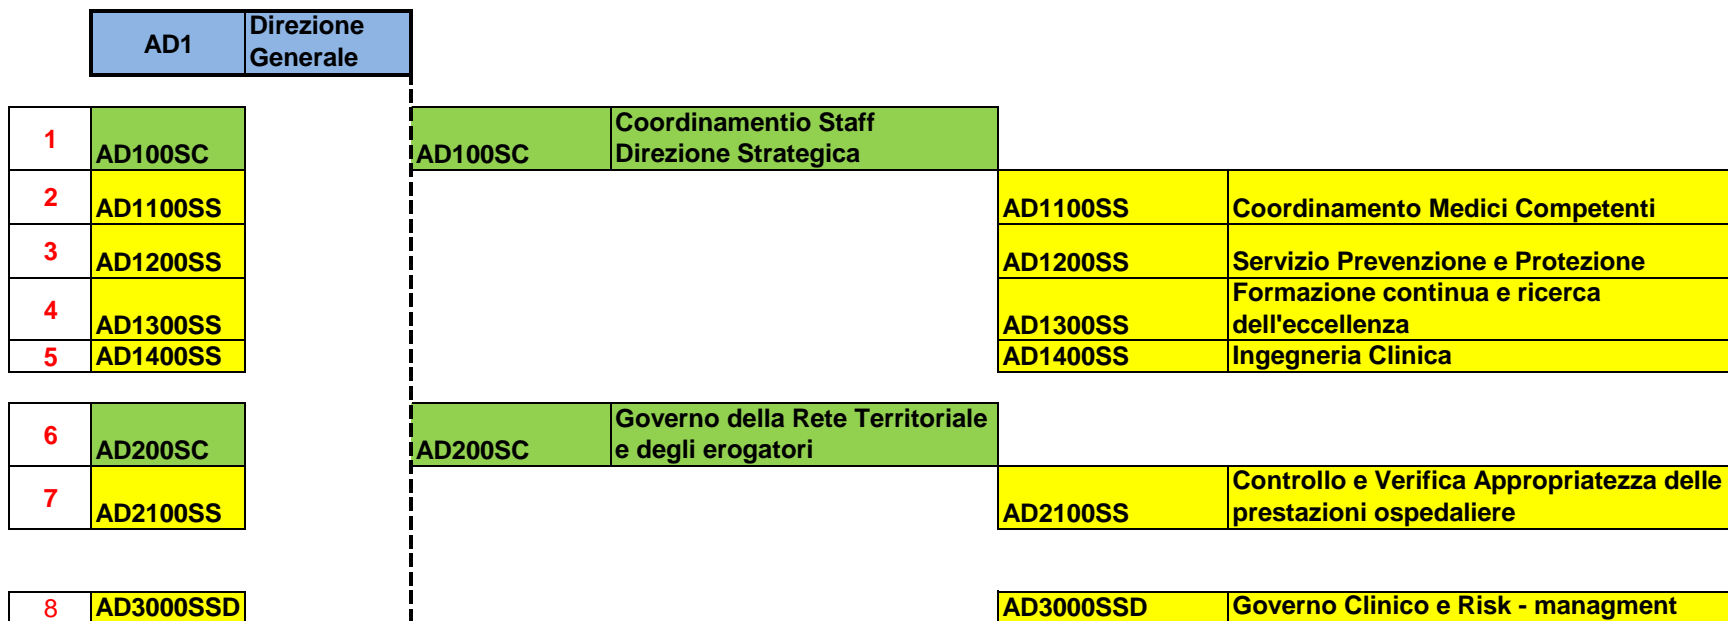 AD1 Direzione
Generale
1 AD100SC AD100SC Coordinamentio Staff
Direzione Strategica
2 AD1100SS AD1100SS Coordinamento Medici Competenti
3 AD1200SS AD1200SS Servizio Prevenzione e Protezione
4 AD1300SS AD1300SS Formazione continua e ricerca
dell'eccellenza
5 AD1400SS AD1400SS Ingegneria Clinica
6 AD200SC AD200SC Governo della Rete Territoriale
e degli erogatori
7 AD2100SS AD2100SS Controllo e Verifica Appropriatezza delle
prestazioni ospedaliere
8 AD3000SSD AD3000SSD Governo Clinico e Risk - managment